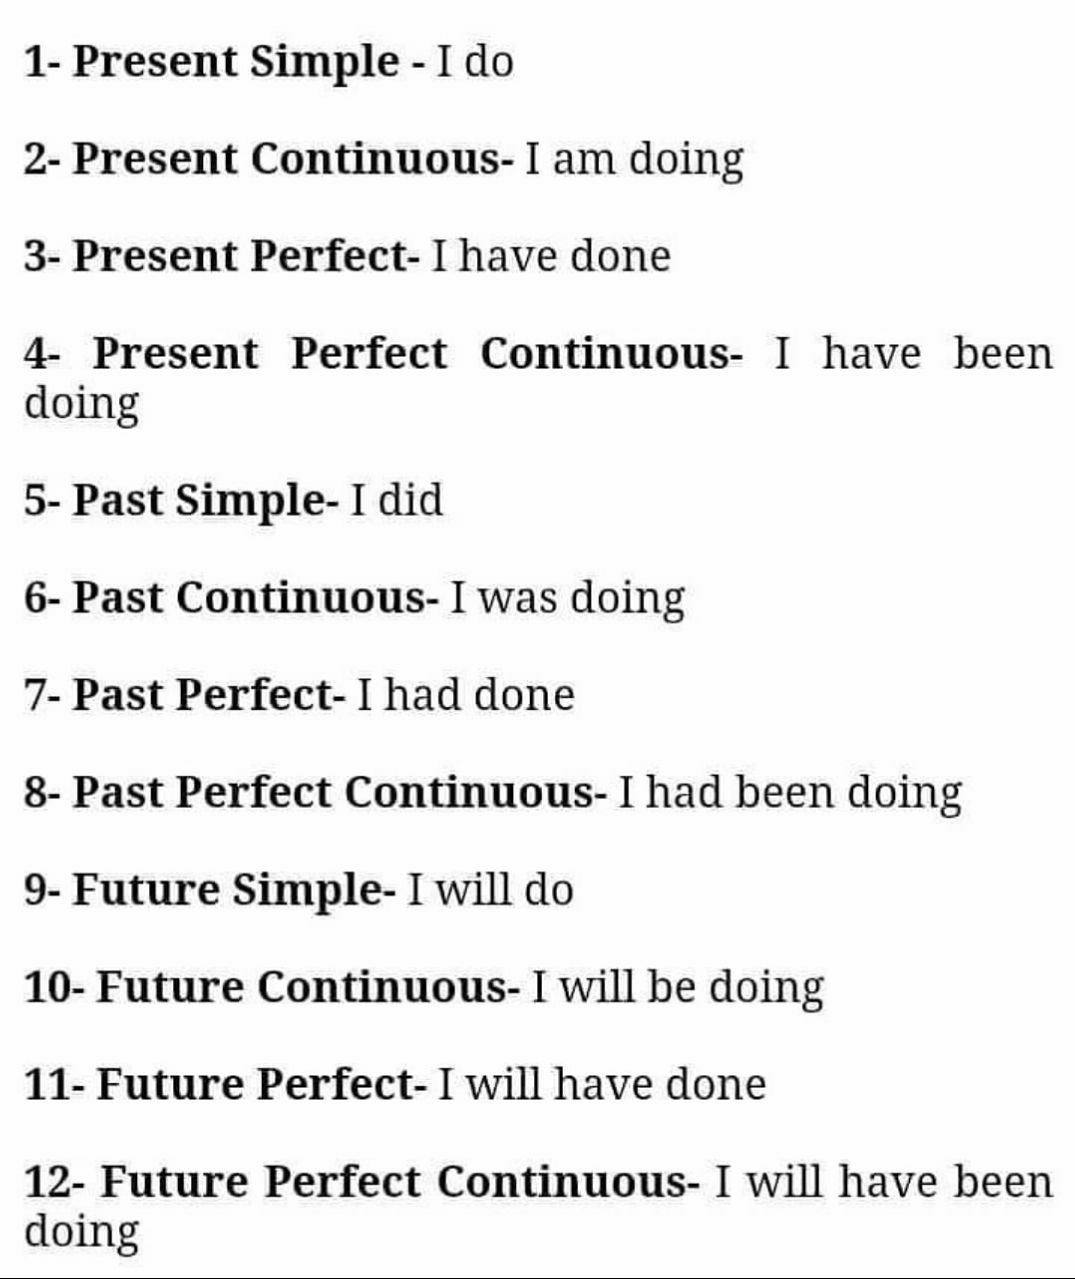 1- Present Simple - I do
2- Present Continuous- I am doing
3- Present Perfect- I have done
4- Present Perfect Continuous- I have been
doing
5- Past Simple- I did
6- Past Continuous- I was doing
7- Past Perfect- I had done
8- Past Perfect Continuous- I had been doing
9- Future Simple- I will do
10- Future Continuous- I will be doing
11- Future Perfect- I will have done
12- Future Perfect Continuous- I will have been
doing